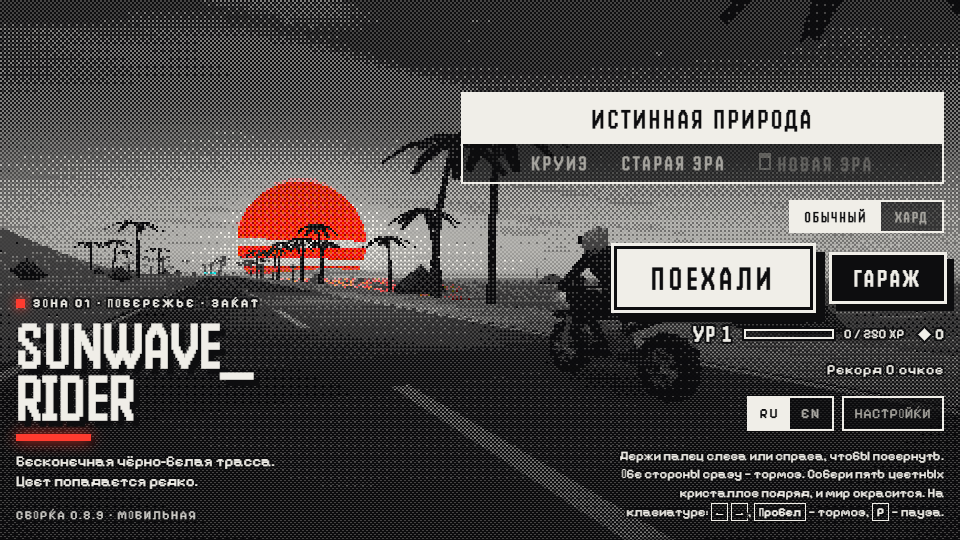 ИСТИННАЯ ПРИРОДА
КРУИЗ СТАРАЯ ЭРА НОВАЯ ЭРА
ОБЫЧНЫЙ ХАРД
ПОЕХАЛИ ГАРАЖ
УР 1 0 / 280 XP ◆ 0
Рекорд 0 очков
RU EN НАСТРОЙКИ
Держи палец слева или справа, чтобы повернуть.
Обе стороны сразу – тормоз. Собери пять цветных
кристаллов подряд, и мир окрасится. На
клавиатуре: ← →, Пробел – тормоз, P – пауза.
ЗОНА 01 · ПОБЕРЕЖЬЕ · ЗАКАТ
SUNWAVE_
RIDER
Бесконечная чёрно-белая трасса.
Цвет попадается редко.
СБОРКА 0.8.9 · МОБИЛЬНАЯ